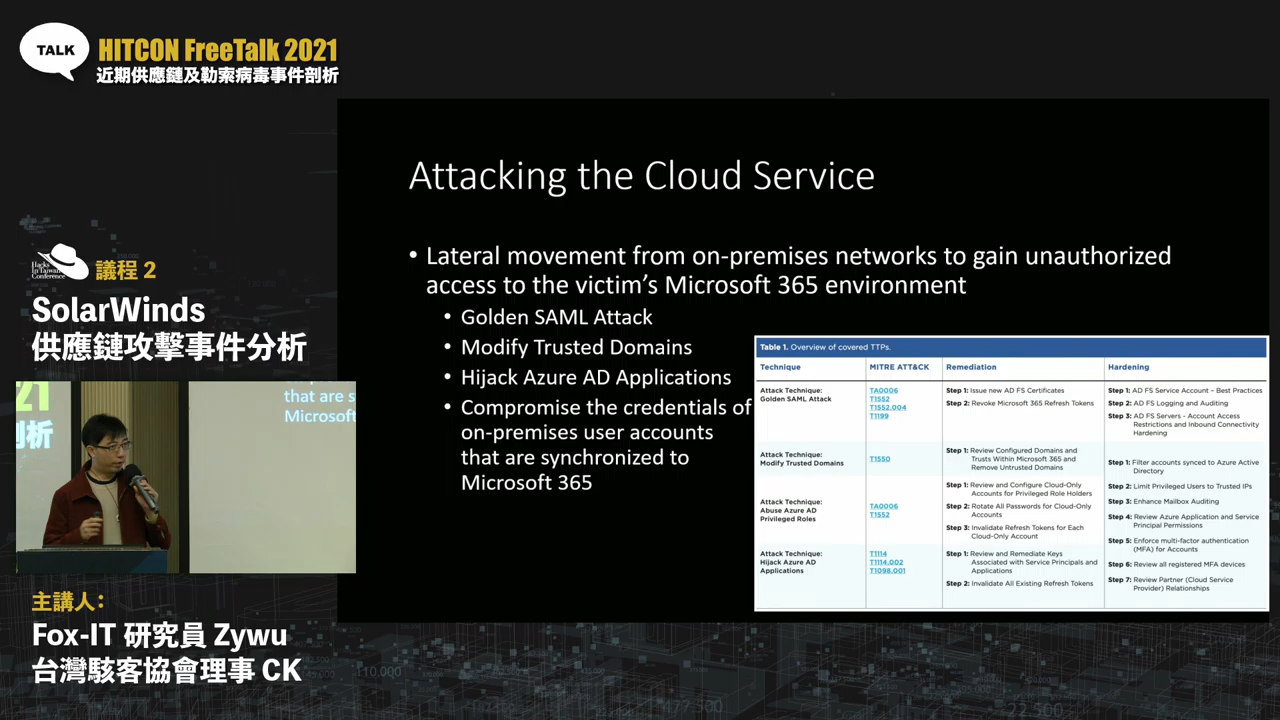 TALK
HITCON FreeTalk 2021
近期供應鏈及勒索病毒事件剖析
Hacks
In Taiwan
Conference
議程 2
SolarWinds
供應鏈攻擊事件分析
21
剖析
that are s
Microsoft
主講人：
Fox-IT 研究員 Zywu
台灣駭客協會理事 CK
Attacking the Cloud Service
• Lateral movement from on-premises networks to gain unauthorized
access to the victim's Microsoft 365 environment
• Golden SAML Attack
• Modify Trusted Domains
• Hijack Azure AD Applications
• Compromise the credentials of
on-premises user accounts
that are synchronized to
Microsoft 365
Table 1. Overview of covered TTPs.
Technique MITRE ATT&CK Remediation Hardening
Attack Technique:
Golden SAML Attack
TA0006
T1552
T1552.004
T1199
Step 1: Issue new AD FS Certificates
Step 2: Revoke Microsoft 365 Refresh Tokens
Step 1: AD FS Service Account – Best Practices
Step 2: AD FS Logging and Auditing
Step 3: AD FS Servers - Account Access
Restrictions and Inbound Connectivity
Hardening
Attack Technique:
Modify Trusted Domains
T1550
Step 1: Review Configured Domains and
Trusts Within Microsoft 365 and
Remove Untrusted Domains
Attack Technique:
Abuse Azure AD
Privileged Roles
TA0006
T1552
Step 1: Review and Configure Cloud-Only
Accounts for Privileged Role Holders
Step 2: Rotate All Passwords for Cloud-Only
Accounts
Step 3: Invalidate Refresh Tokens for Each
Cloud-Only Account
Attack Technique:
Hijack Azure AD
Applications
T1114
T1114.002
T1098.001
Step 1: Review and Remediate Keys
Associated with Service Principals and
Applications
Step 2: Invalidate All Existing Refresh Tokens
Step 1: Filter accounts synced to Azure Active
Directory
Step 2: Limit Privileged Users to Trusted IPs
Step 3: Enhance Mailbox Auditing
Step 4: Review Azure Application and Service
Principal Permissions
Step 5: Enforce multi-factor authentication
(MFA) for Accounts
Step 6: Review all registered MFA devices
Step 7: Review Partner (Cloud Service
Provider) Relationships